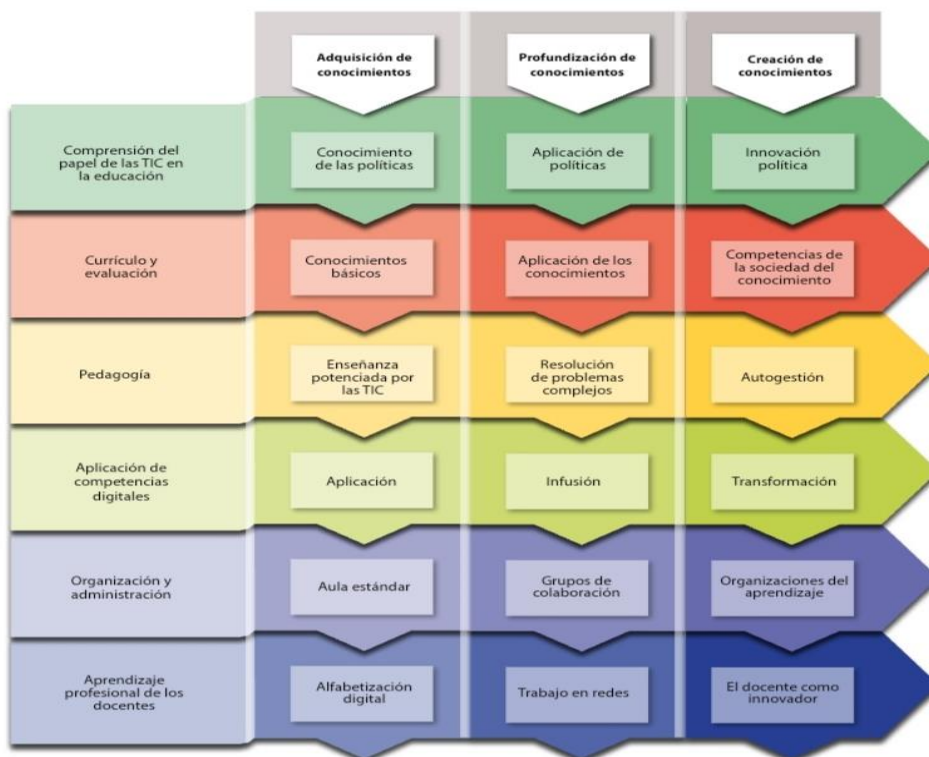 Adquisición de
conocimientos
Profundización de
conocimientos
Creación de
conocimientos
Comprensión del
papel de las TIC en
la educación
Conocimiento
de las políticas
Aplicación de
políticas
Innovación
política
Currículo y
evaluación
Conocimientos
básicos
Aplicación de los
conocimientos
Competencias de
la sociedad del
conocimiento
Pedagogía
Enseñanza
potenciada por
las TIC
Resolución
de problemas
complejos
Autogestión
Aplicación de
competencias
digitales
Aplicación
Infusión
Transformación
Organización y
administración
Aula estándar
Grupos de
colaboración
Organizaciones del
aprendizaje
Aprendizaje
profesional de los
docentes
Alfabetización
digital
Trabajo en redes
El docente como
innovador